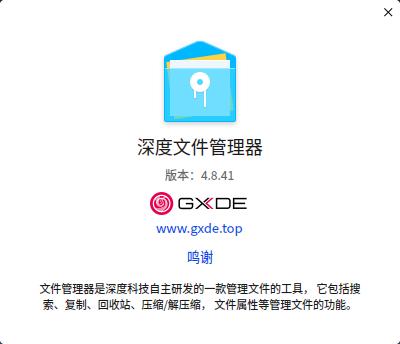 深度文件管理器
版本：4.8.41
GXDE
www.gxde.top
鸣谢
文件管理器是深度科技自主研发的一款管理文件的工具， 它包括搜
索、复制、回收站、压缩/解压缩， 文件属性等管理文件的功能。